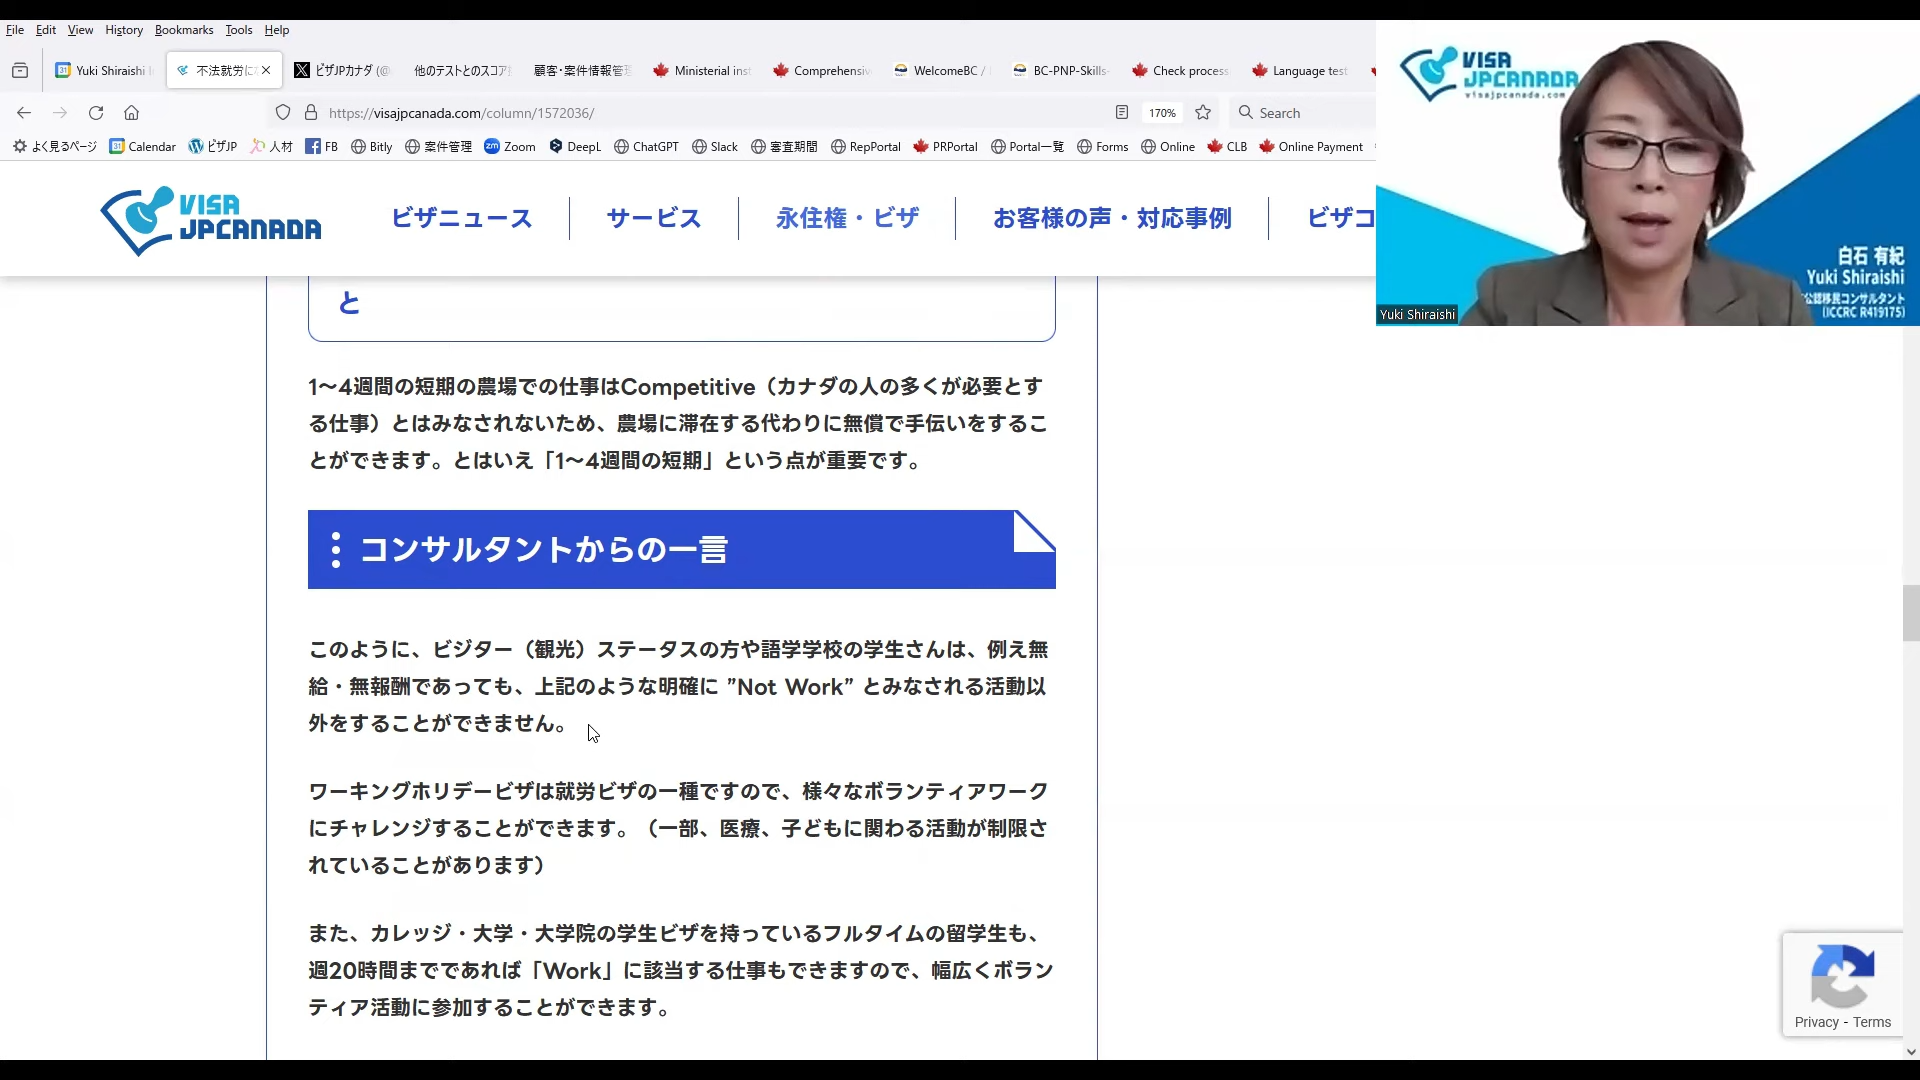 File Edit View History Bookmarks Tools Help
Yuki Shiraishi
不法就労に
ビザJPカナダ (@
他のテストとのスコア
顧客・案件情報管理
Ministerial inst
Comprehensiv
WelcomeBC /
BC-PNP-Skills-
Check process
Language test
https://visajpcanada.com/column/1572036/
170%
Search
よく見るページ Calendar ビザJP 人材 FB Bitly 案件管理 Zoom DeepL ChatGPT Slack 審査期間 RepPortal PRPortal Portal一覧 Forms Online CLB Online Payment
VISA
JPCANADA
ビザニュース
サービス
永住権・ビザ
お客様の声・対応事例
ビザコ
VISA
JPCANADA
visajpcanada.com
白石 有紀
Yuki Shiraishi
公認移民コンサルタント
(ICCRC R419175)
Yuki Shiraishi
と
1〜4週間の短期の農場での仕事はCompetitive（カナダの人の多くが必要とす
る仕事）とはみなされないため、農場に滞在する代わりに無償で手伝いをするこ
とができます。とはいえ「1〜4週間の短期」という点が重要です。
コンサルタントからの一言
このように、ビジター（観光）ステータスの方や語学学校の学生さんは、例え無
給・無報酬であっても、上記のような明確に ”Not Work” とみなされる活動以
外をすることができません。
ワーキングホリデービザは就労ビザの一種ですので、様々なボランティアワーク
にチャレンジすることができます。（一部、医療、子どもに関わる活動が制限さ
れていることがあります）
また、カレッジ・大学・大学院の学生ビザを持っているフルタイムの留学生も、
週20時間までであれば「Work」に該当する仕事もできますので、幅広くボラン
ティア活動に参加することができます。
Privacy - Terms